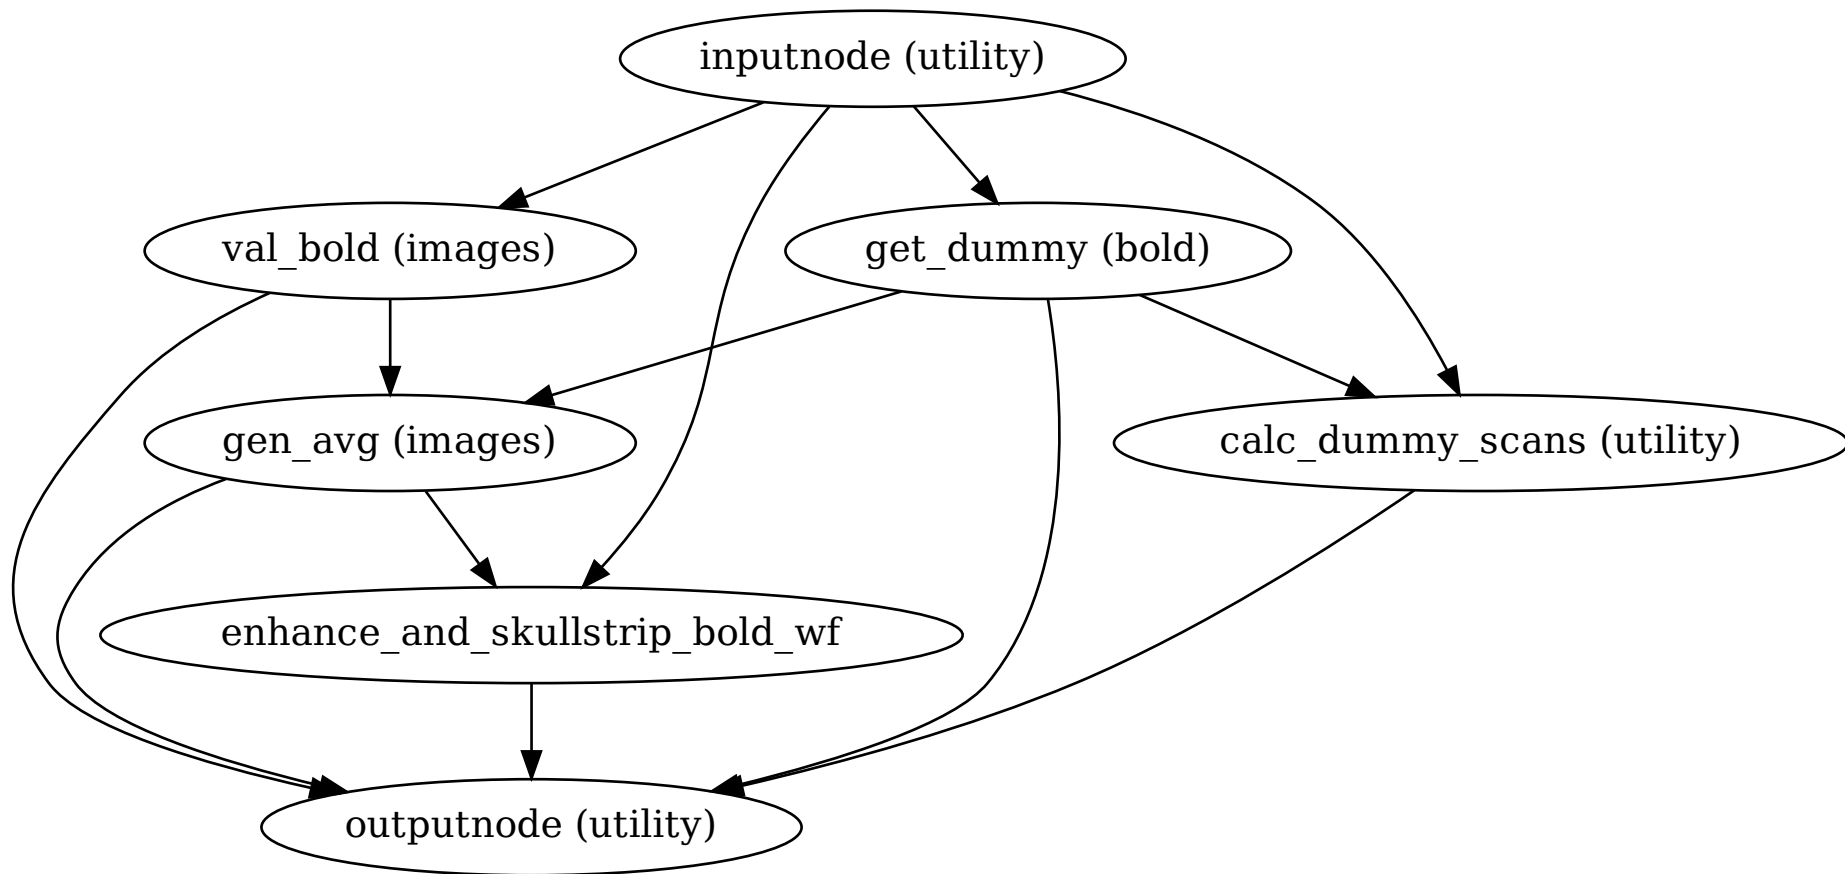 inputnode (utility)
val_bold (images)
get_dummy (bold)
gen_avg (images)
calc_dummy_scans (utility)
enhance_and_skullstrip_bold_wf
outputnode (utility)